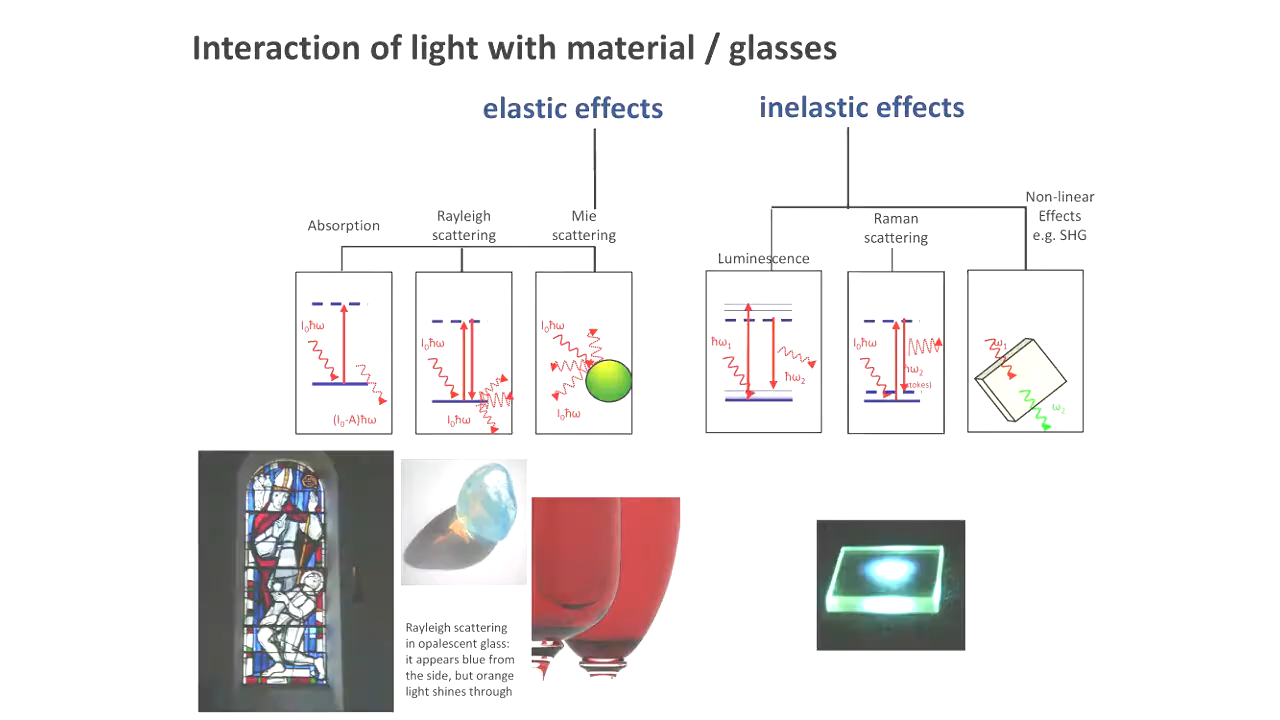 Interaction of light with material / glasses
elastic effects
inelastic effects
Absorption
Rayleigh
scattering
Mie
scattering
Luminescence
Raman
scattering
Non-linear
Effects
e.g. SHG
I₀ħω
(I₀-A)ħω
I₀ħω
I₀ħω
I₀ħω
I₀ħω
ħω₁
ħω₂
I₀ħω
ħω₂
ω₁
ω₂
Rayleigh scattering
in opalescent glass:
it appears blue from
the side, but orange
light shines through